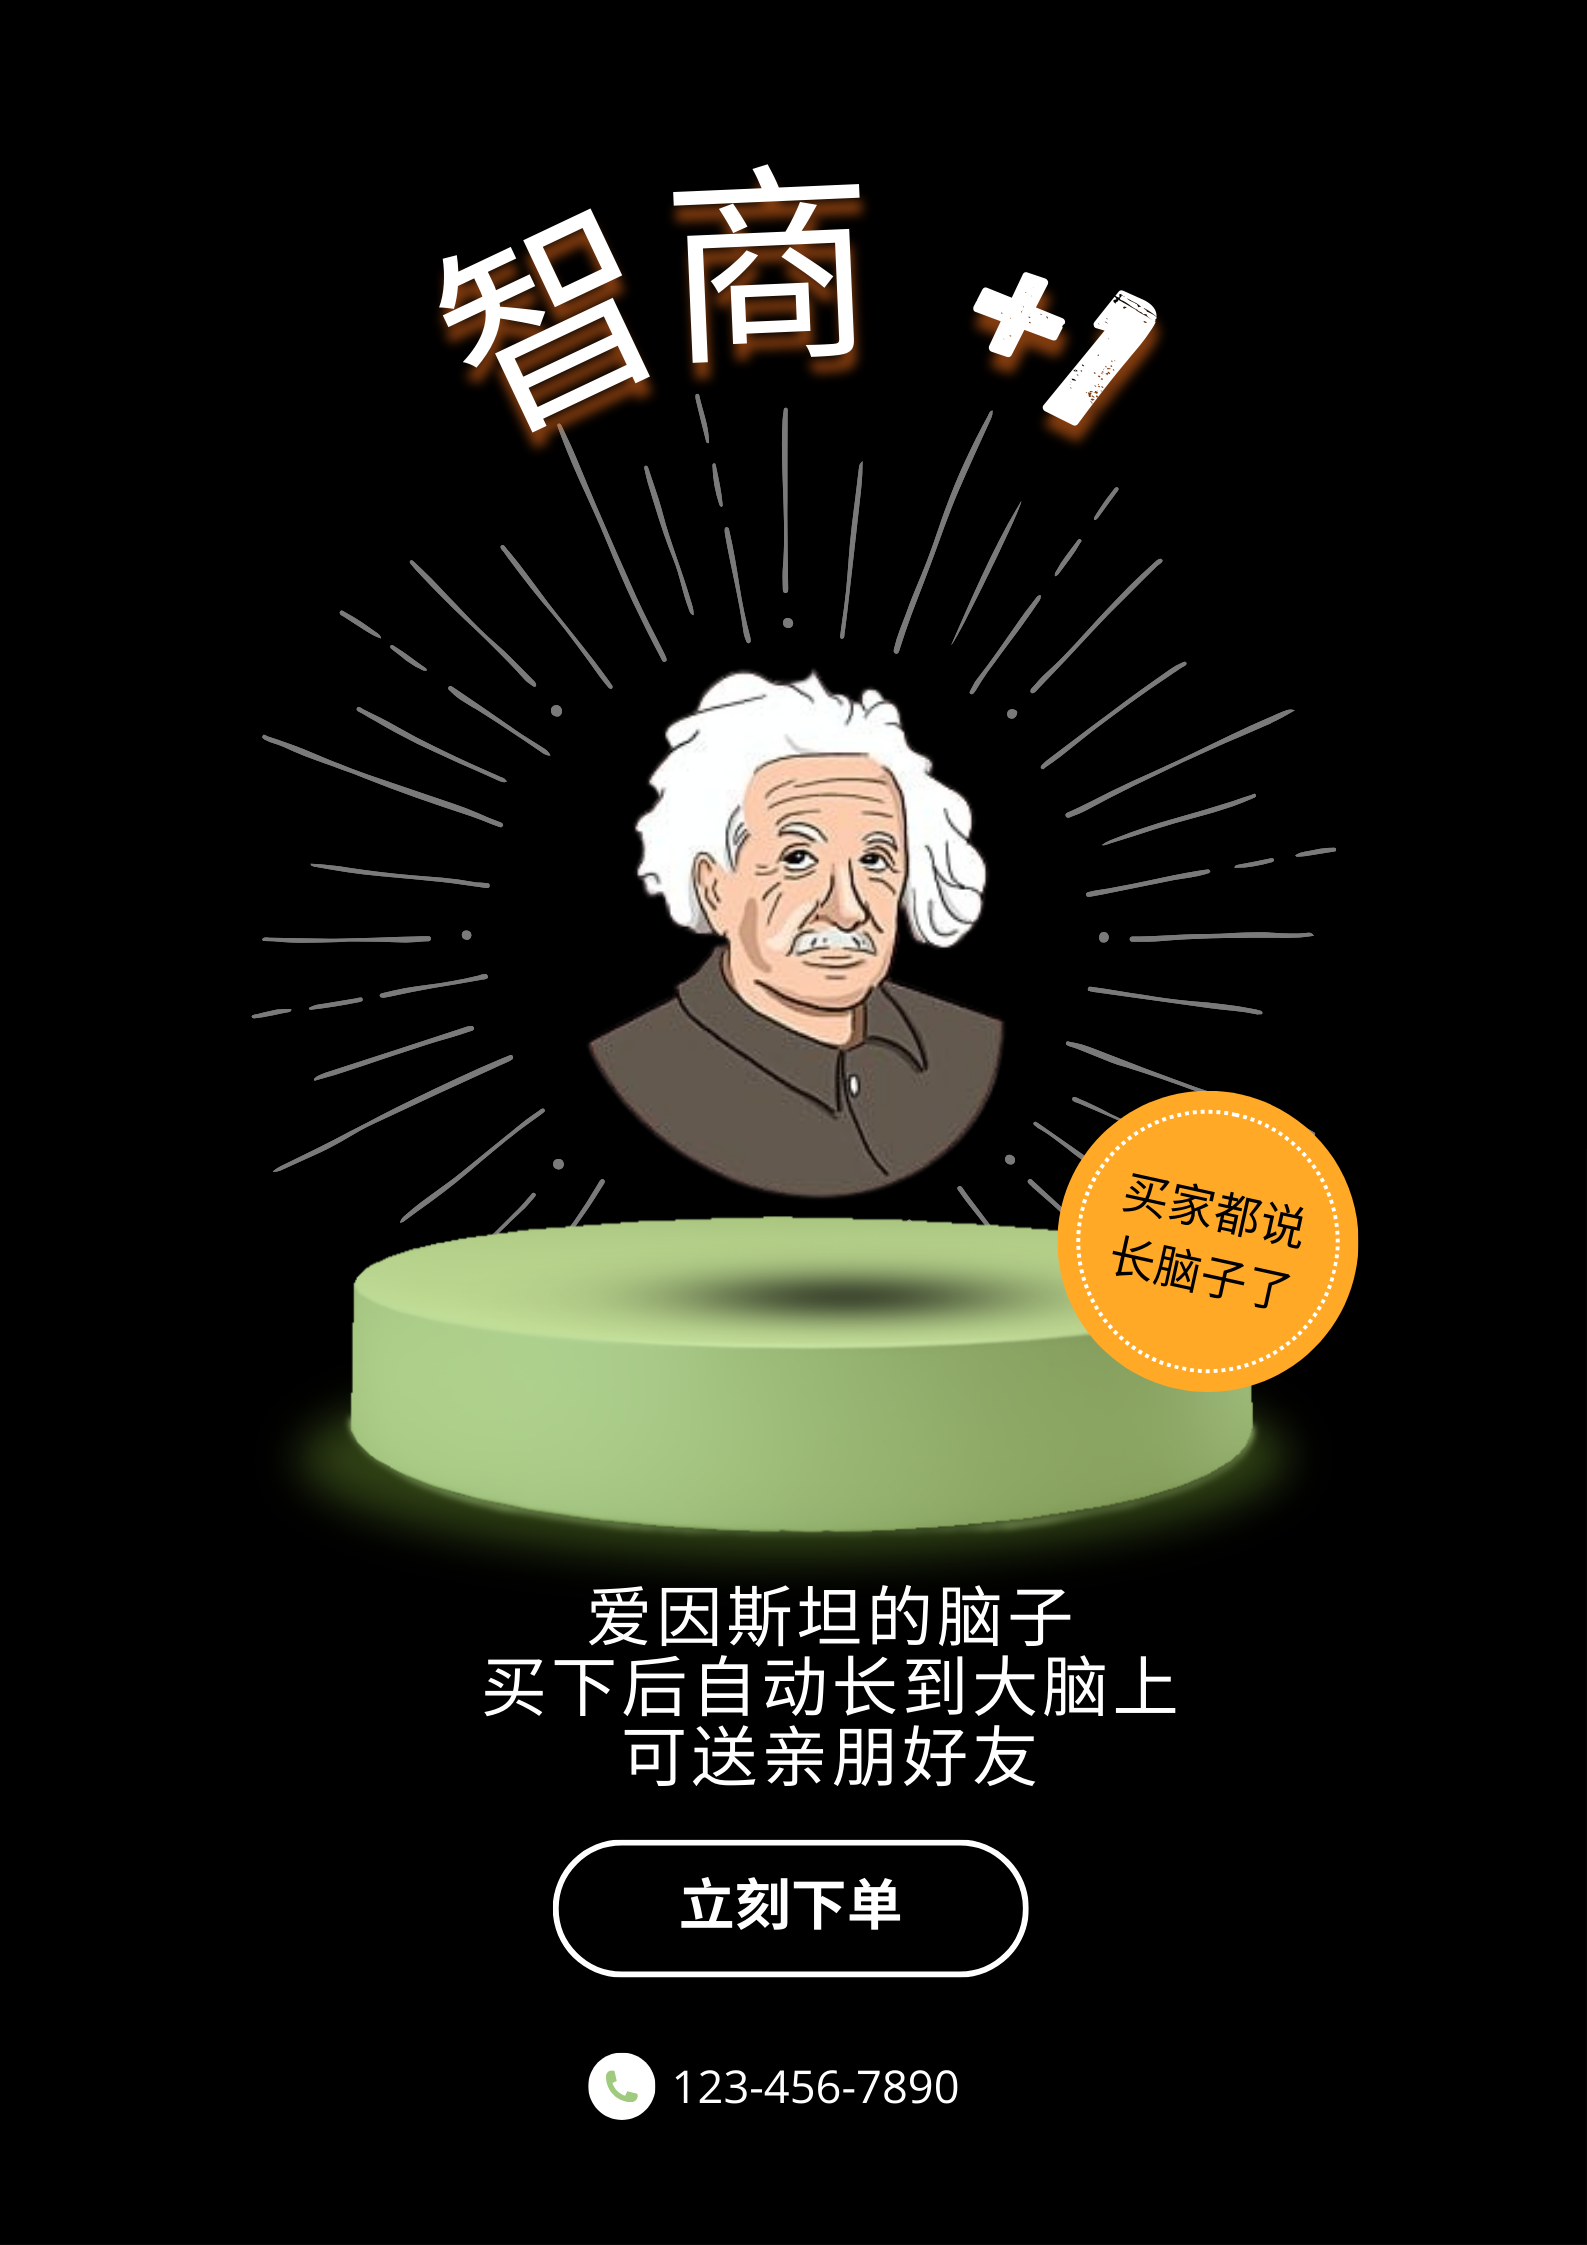 智商 +1
买家都说
长脑子了
爱因斯坦的脑子
买下后自动长到大脑上
可送亲朋好友
立刻下单
123-456-7890